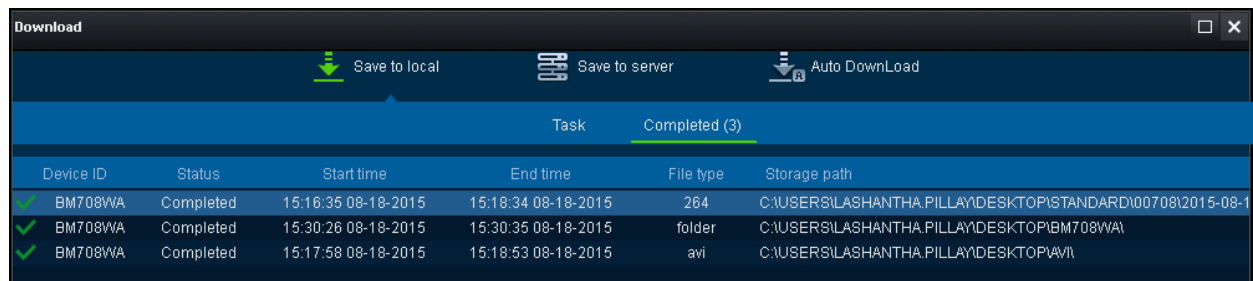 Download
Save to local Save to server Auto DownLoad
Task Completed (3)
Device ID Status Start time End time File type Storage path
BM708WA Completed 15:16:35 08-18-2015 15:18:34 08-18-2015 264 C:\USERS\LASHANTHA.PILLAY\DESKTOP\STANDARD\00708\2015-08-1
BM708WA Completed 15:30:26 08-18-2015 15:30:35 08-18-2015 folder C:\USERS\LASHANTHA.PILLAY\DESKTOP\BM708WA\
BM708WA Completed 15:17:58 08-18-2015 15:18:53 08-18-2015 avi C:\USERS\LASHANTHA.PILLAY\DESKTOP\AVI\